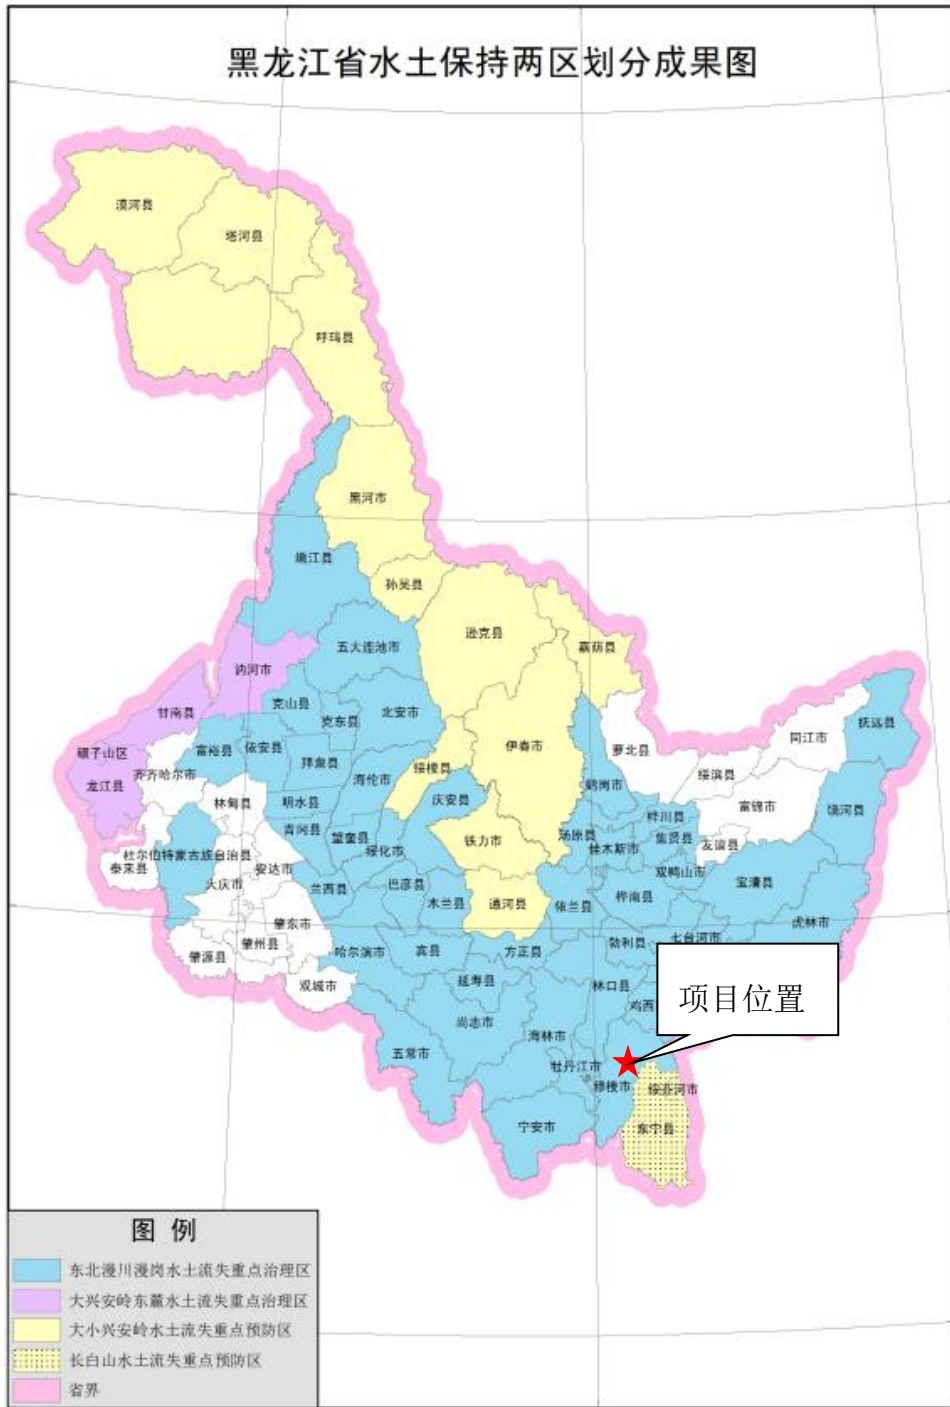 黑龙江省水土保持两区划分成果图
漠河县
塔河县
呼玛县
黑河市
嫩江县
孙吴县
逊克县
嘉荫县
五大连池市
讷河市
克山县
克东县
北安市
甘南县
富裕县
依安县
拜泉县
海伦市
绥棱县
伊春市
萝北县
同江市
抚远县
碾子山区
龙江县
齐齐哈尔市
林甸县
明水县
庆安县
鹤岗市
绥滨县
富锦市
饶河县
青冈县
望奎县
绥化市
铁力市
汤原县
佳木斯市
桦川县
集贤县
友谊县
双鸭山市
宝清县
杜尔伯特蒙古族自治县
泰来县
安达市
大庆市
兰西县
巴彦县
木兰县
通河县
依兰县
桦南县
虎林市
肇东市
肇州县
肇源县
哈尔滨市
宾县
方正县
勃利县
七台河市
双城市
延寿县
林口县
鸡西
项目位置
尚志市
海林市
五常市
牡丹江市
穆棱市
绥芬河市
宁安市
东宁县
图 例
东北漫川漫岗水土流失重点治理区
大兴安岭东麓水土流失重点治理区
大小兴安岭水土流失重点预防区
长白山水土流失重点预防区
省界